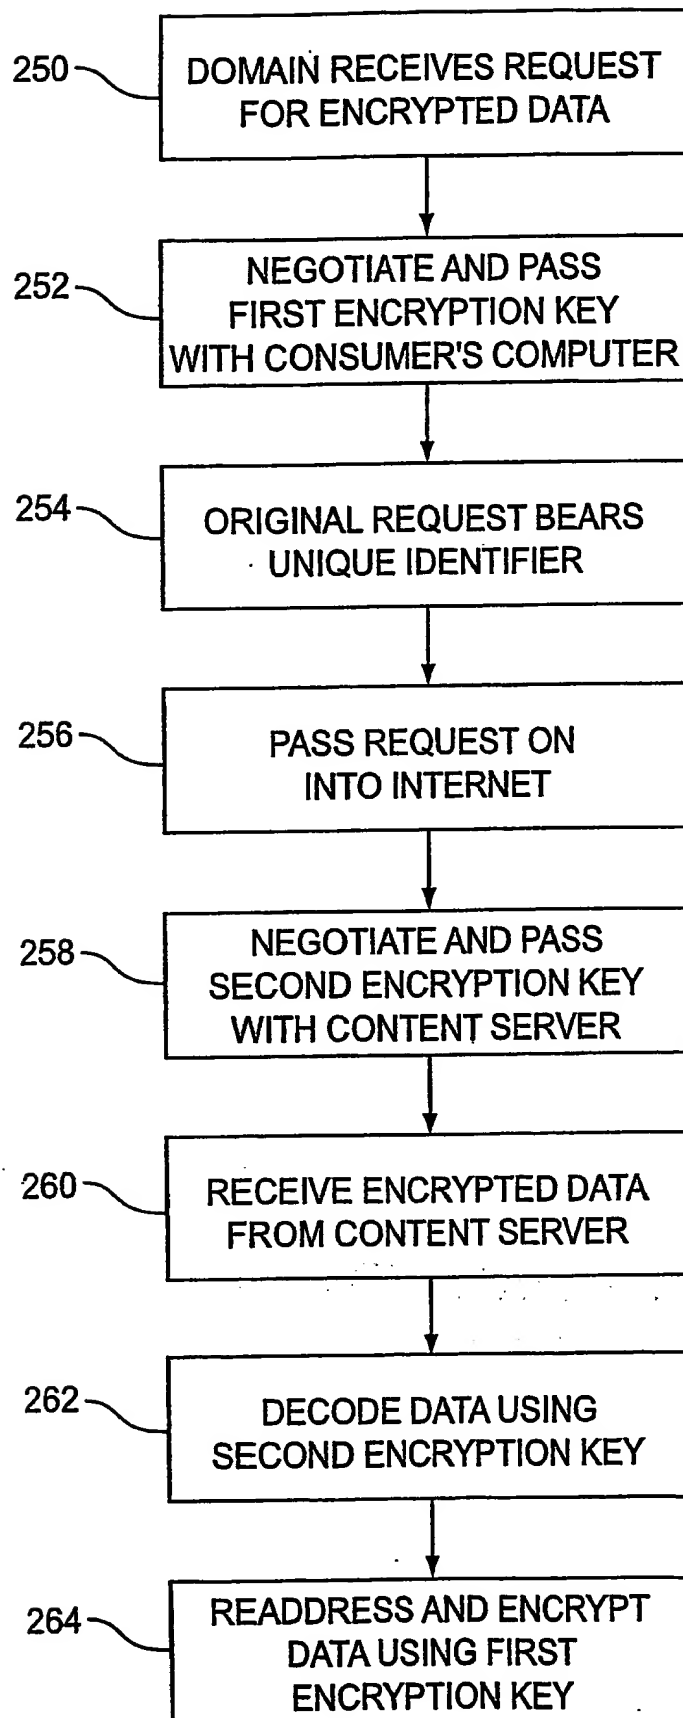 250
DOMAIN RECEIVES REQUEST
FOR ENCRYPTED DATA
252
NEGOTIATE AND PASS
FIRST ENCRYPTION KEY
WITH CONSUMER'S COMPUTER
254
ORIGINAL REQUEST BEARS
UNIQUE IDENTIFIER
256
PASS REQUEST ON
INTO INTERNET
258
NEGOTIATE AND PASS
SECOND ENCRYPTION KEY
WITH CONTENT SERVER
260
RECEIVE ENCRYPTED DATA
FROM CONTENT SERVER
262
DECODE DATA USING
SECOND ENCRYPTION KEY
264
READDRESS AND ENCRYPT
DATA USING FIRST
ENCRYPTION KEY